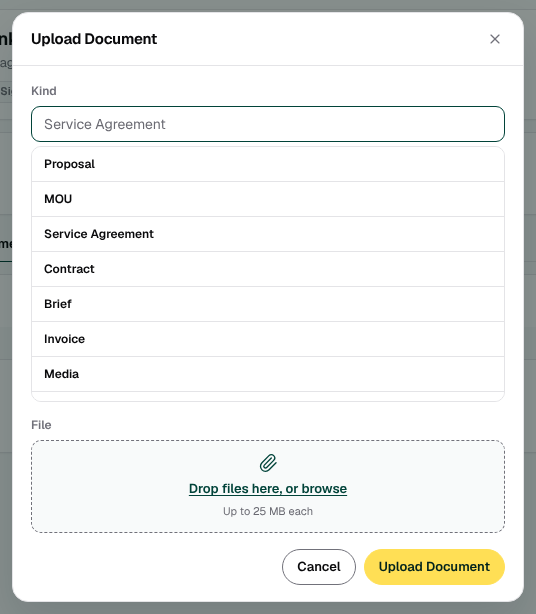 Upload Document
Kind
Service Agreement
Proposal
MOU
Service Agreement
Contract
Brief
Invoice
Media
File
Drop files here, or browse
Up to 25 MB each
Cancel
Upload Document